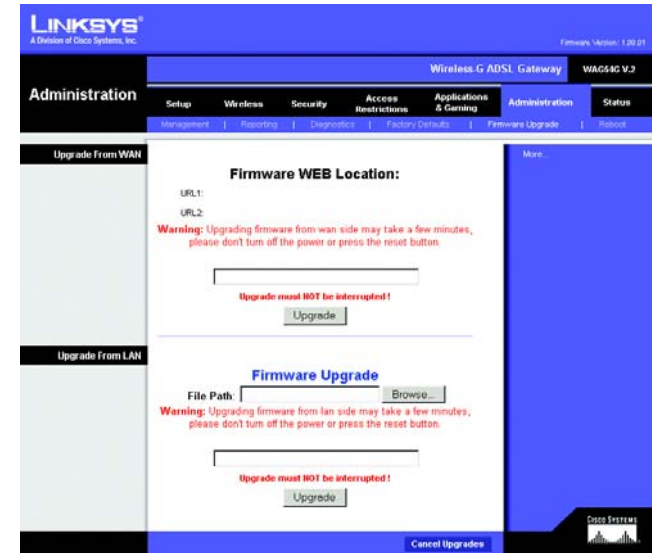 LINKSYS®
A Division of Cisco Systems, Inc.
Firmware Version: 1.00.01
Wireless-G ADSL Gateway WAG54G V.2
Administration
Setup Wireless Security Access Restrictions Applications & Gaming Administration Status
Management | Reporting | Diagnostics | Factory Defaults | Firmware Upgrade | Reboot
Upgrade From WAN
More...
Firmware WEB Location:
URL1:
URL2:
Warning: Upgrading firmware from wan side may take a few minutes,
please don't turn off the power or press the reset button
Upgrade must NOT be interrupted !
Upgrade
Upgrade From LAN
Firmware Upgrade
File Path: Browse...
Warning: Upgrading firmware from lan side may take a few minutes,
please don't turn off the power or press the reset button.
Upgrade must NOT be interrupted !
Upgrade
Cancel Upgrades
CISCO SYSTEMS